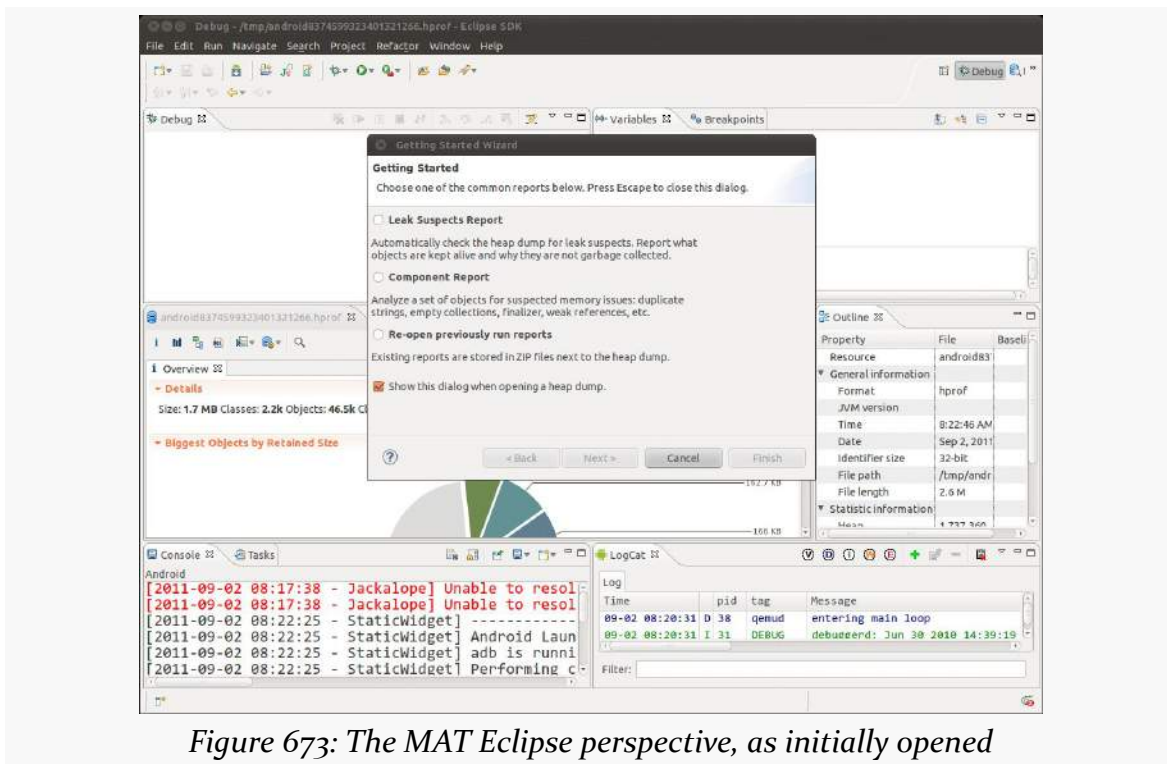 Debug - /tmp/android8374599323401321266.hprof - Eclipse SDK
File Edit Run Navigate Search Project Refactor Window Help
Debug
Debug
Variables
Breakpoints
Getting Started Wizard
Getting Started
Choose one of the common reports below. Press Escape to close this dialog.
Leak Suspects Report
Automatically check the heap dump for leak suspects. Report what
objects are kept alive and why they are not garbage collected.
Component Report
Analyze a set of objects for suspected memory issues: duplicate
strings, empty collections, finalizer, weak references, etc.
Re-open previously run reports
Existing reports are stored in ZIP files next to the heap dump.
Show this dialog when opening a heap dump.
< Back Next > Cancel Finish
android8374599323401321266.hprof
i Overview
Details
Size: 1.7 MB Classes: 2.2k Objects: 46.5k Cl
Biggest Objects by Retained Size
162.7 KB
166 KB
Outline
Property File Baseli
Resource android83
General information
Format hprof
JVM version
Time 8:22:46 AM
Date Sep 2, 2011
Identifier size 32-bit
File path /tmp/andr
File length 2.6 M
Statistic information
Heap 1,737,360
Console Tasks
Android
[2011-09-02 08:17:38 - Jackalope] Unable to resol
[2011-09-02 08:17:38 - Jackalope] Unable to resol
[2011-09-02 08:22:25 - StaticWidget] ------------
[2011-09-02 08:22:25 - StaticWidget] Android Laun
[2011-09-02 08:22:25 - StaticWidget] adb is runni
[2011-09-02 08:22:25 - StaticWidget] Performing c
LogCat
Log
Time pid tag Message
09-02 08:20:31 D 38 qemud entering main loop
09-02 08:20:31 I 31 DEBUG debuggerd: Jun 30 2010 14:39:19
Filter:
Figure 673: The MAT Eclipse perspective, as initially opened